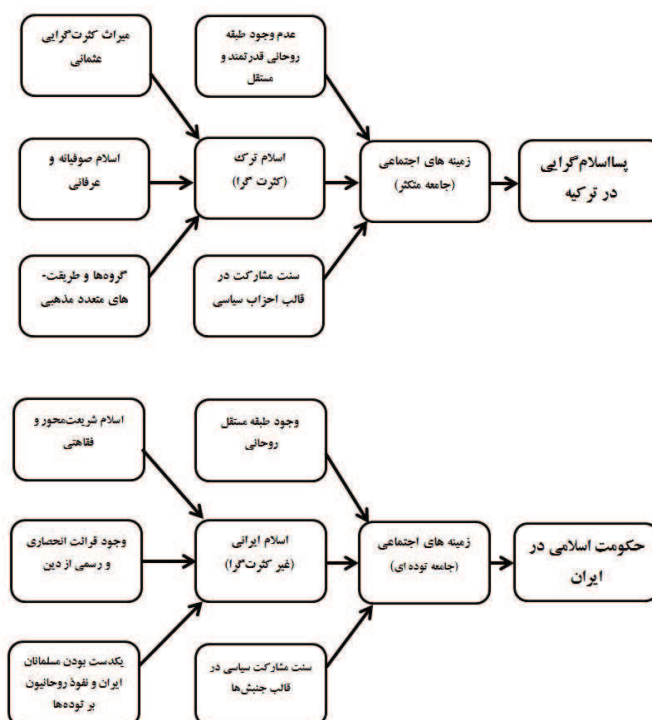 میراث کثرت‌گرایی
عثمانی
عدم وجود طبقه
روحانی قدرتمند و
مستقل
اسلام صوفیانه و
عرفانی
اسلام ترک
(کثرت گرا)
زمینه های اجتماعی
(جامعه متکثر)
پسااسلام‌گرایی
در ترکیه
گروه‌ها و طریقت-
های متعدد مذهبی
سنت مشارکت در
قالب احزاب سیاسی
اسلام شریعت‌محور و
فقاهتی
وجود طبقه مستقل
روحانی
وجود قرائت انحصاری
و رسمی از دین
اسلام ایرانی
(غیر کثرت‌گرا)
زمینه های اجتماعی
(جامعه توده ای)
حکومت اسلامی در
ایران
یکدست بودن مسلمانان
ایران و نفوذ روحانیون
بر توده‌ها
سنت مشارکت سیاسی در
قالب جنبش‌ها